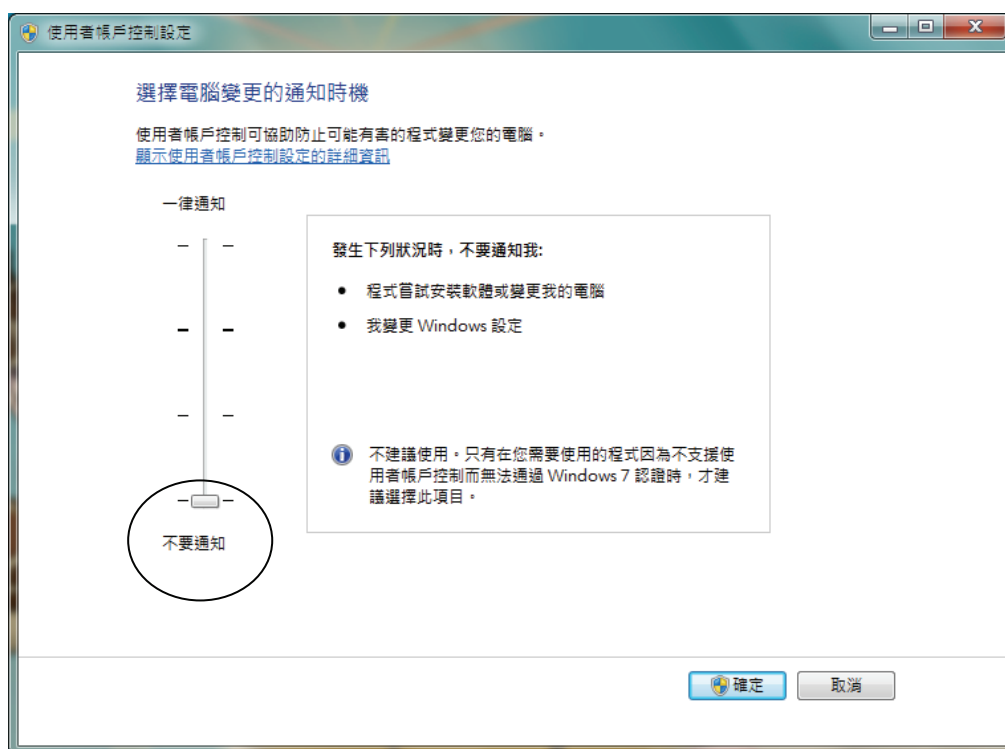 使用者帳戶控制設定
選擇電腦變更的通知時機
使用者帳戶控制可協助防止可能有害的程式變更您的電腦。
顯示使用者帳戶控制設定的詳細資訊
一律通知
發生下列狀況時，不要通知我:
● 程式嘗試安裝軟體或變更我的電腦
● 我變更 Windows 設定
不建議使用。只有在您需要使用的程式因為不支援使
用者帳戶控制而無法通過 Windows 7 認證時，才建
議選擇此項目。
不要通知
確定
取消